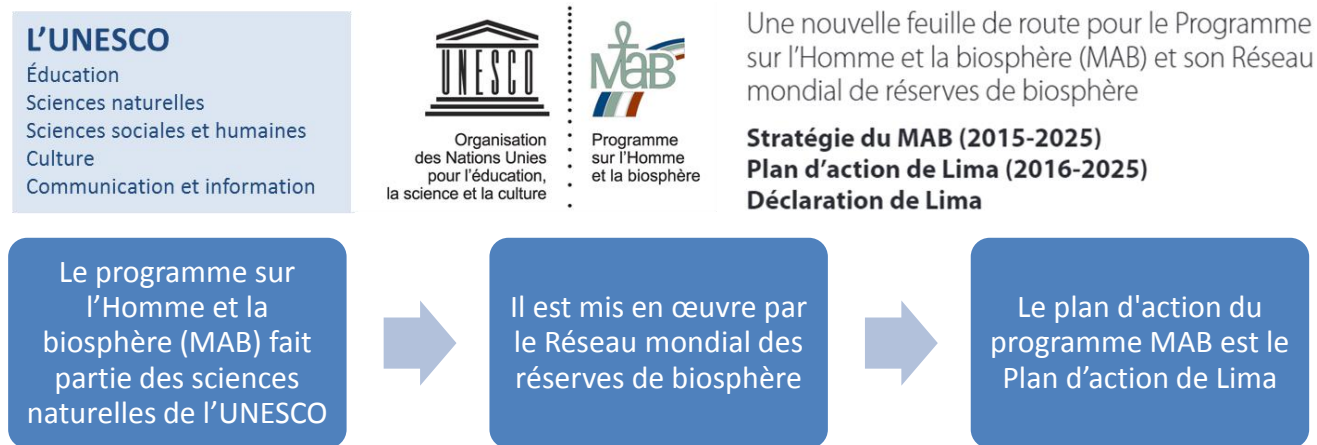 L’UNESCO
Éducation
Sciences naturelles
Sciences sociales et humaines
Culture
Communication et information
UNESCO
Organisation
des Nations Unies
pour l’éducation,
la science et la culture
MaB
Programme
sur l’Homme
et la biosphère
Une nouvelle feuille de route pour le Programme
sur l’Homme et la biosphère (MAB) et son Réseau
mondial de réserves de biosphère
Stratégie du MAB (2015-2025)
Plan d’action de Lima (2016-2025)
Déclaration de Lima
Le programme sur
l’Homme et la
biosphère (MAB) fait
partie des sciences
naturelles de l’UNESCO
Il est mis en œuvre par
le Réseau mondial des
réserves de biosphère
Le plan d'action du
programme MAB est le
Plan d’action de Lima